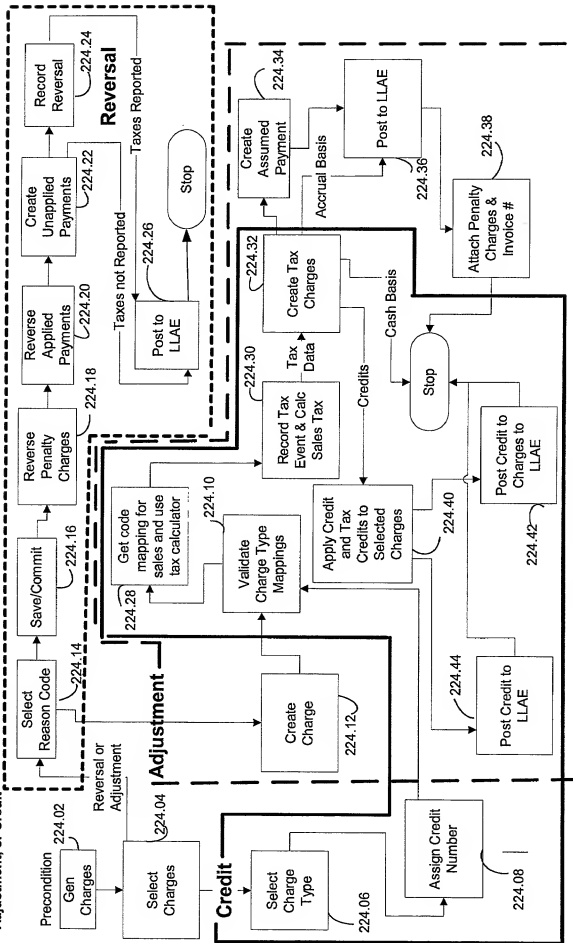 Adjustment, or Credit
Precondition
224.02
Gen
Charges
224.04
Select
Charges
Reversal or
Adjustment
Credit
Select
Charge
Type
224.06
Assign Credit
Number
224.08
Select
Reason Code
224.14
Save/Commit
224.16
Reverse
Penalty
Charges
224.18
Reverse
Applied
Payments
224.20
Create
Unapplied
Payments
224.22
Record
Reversal
224.24
Reversal
Taxes Reported
Taxes not Reported
224.26
Post to
LLAE
Stop
Adjustment
Create
Charge
224.12
Get code
mapping for
sales and use
tax calculator
224.28
224.10
Validate
Charge Type
Mappings
224.30
Record Tax
Event & Calc
Sales Tax
Tax
Data
224.32
Create Tax
Charges
Create
Assumed
Payment
224.34
Accrual Basis
Post to LLAE
224.36
Attach Penalty
Charges &
Invoice #
224.38
Cash Basis
Credits
Stop
Apply Credit
and Tax
Credits to
Selected
Charges
224.40
Post Credit to
Charges to
LLAE
224.42
224.44
Post Credit to
LLAE